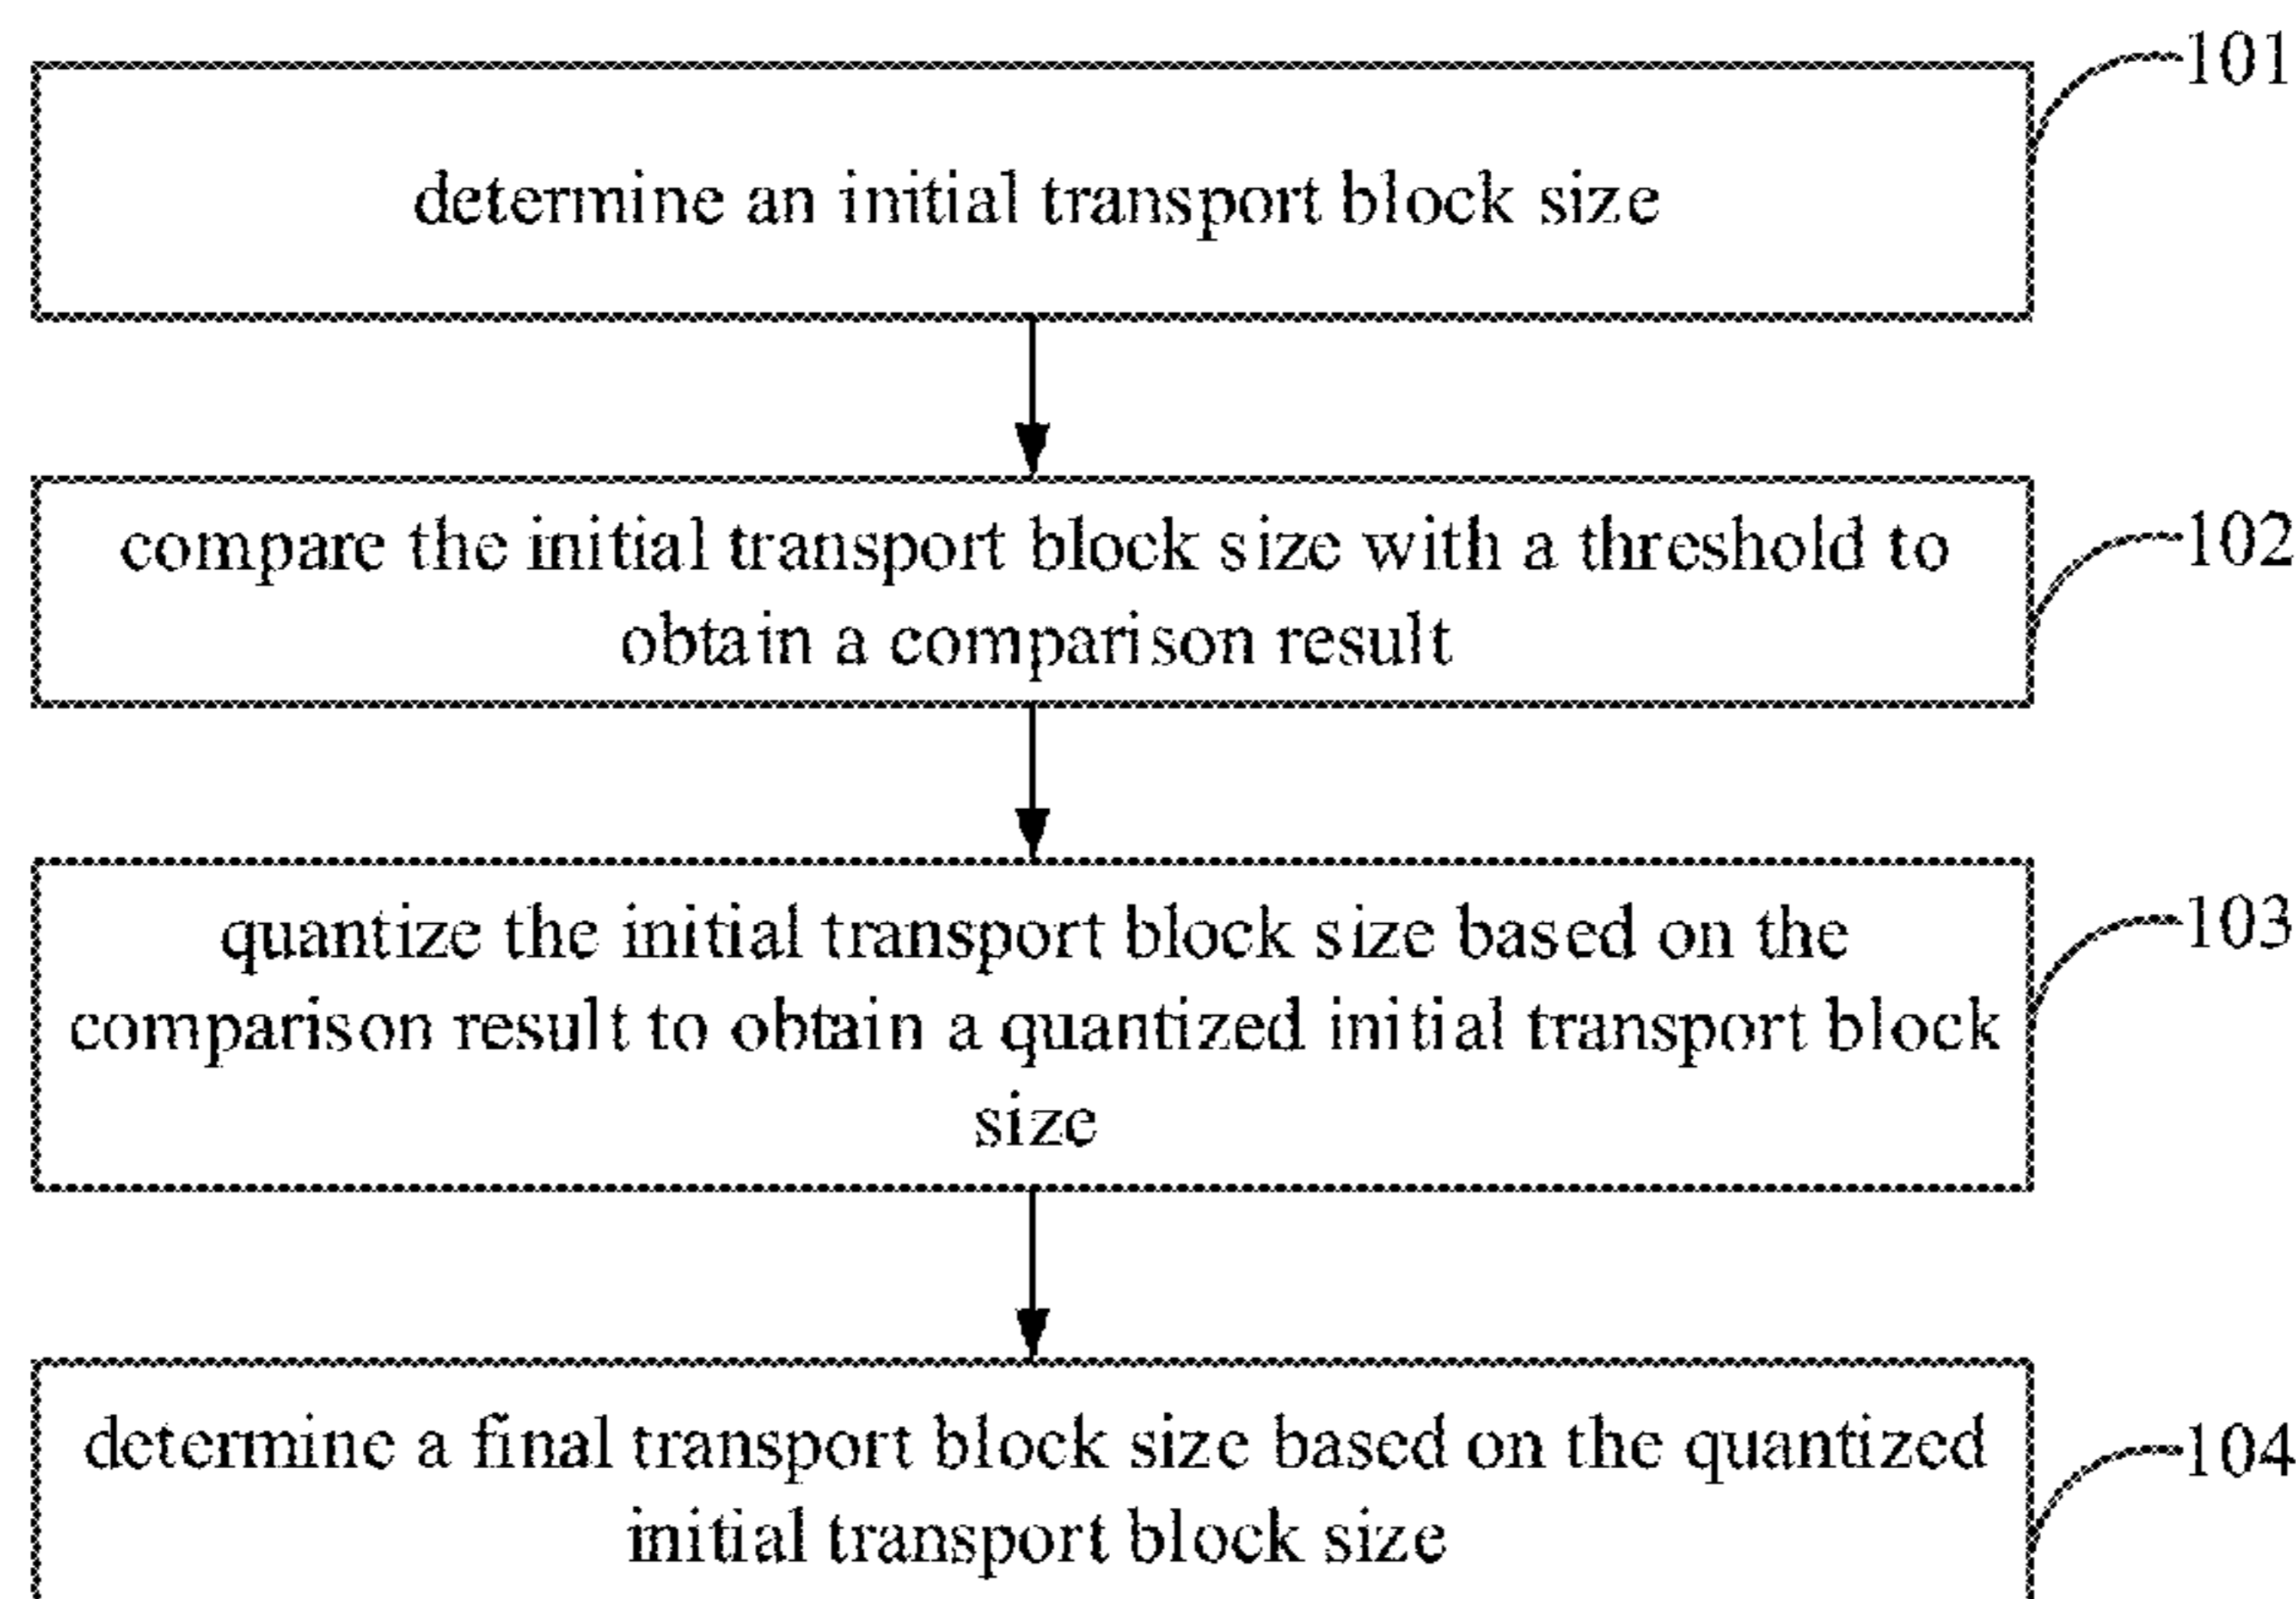 101
determine an initial transport block size
102
compare the initial transport block size with a threshold to
obtain a comparison result
103
quantize the initial transport block size based on the
comparison result to obtain a quantized initial transport block
size
104
determine a final transport block size based on the quantized
initial transport block size